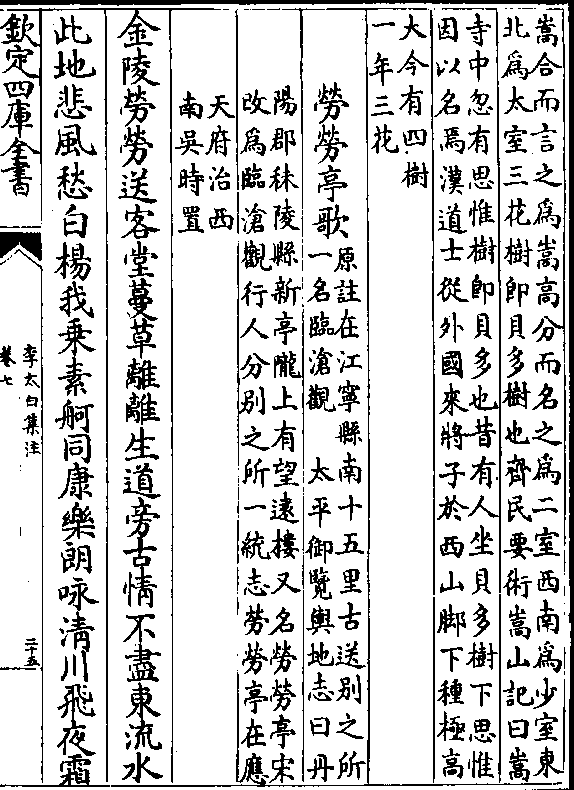 嵩合而言之為嵩高分而名之為二室西南為少室東
北為太室三花樹即貝多樹也齊民要術嵩山記曰嵩
寺中忽有思惟樹即貝多也昔有人坐貝多樹下思惟
因以名焉漢道士從外國來將子於西山脚下種極高
大今有四樹
一年三花
勞勞亭歌
原註在江寧縣南十五里古送別之所
一名臨滄觀　太平御覽輿地志曰丹
陽郡秣陵縣新亭隴上有望遠樓又名勞勞亭宋
改為臨滄觀行人分別之所一統志勞勞亭在應
天府治西
南吳時置
金陵勞勞送客堂蔓草離離生道旁古情不盡東流水
此地悲風愁白楊我乘素舸同康樂朗咏清川飛夜霜
欽定四庫全書
李太白集注
卷七
三十五